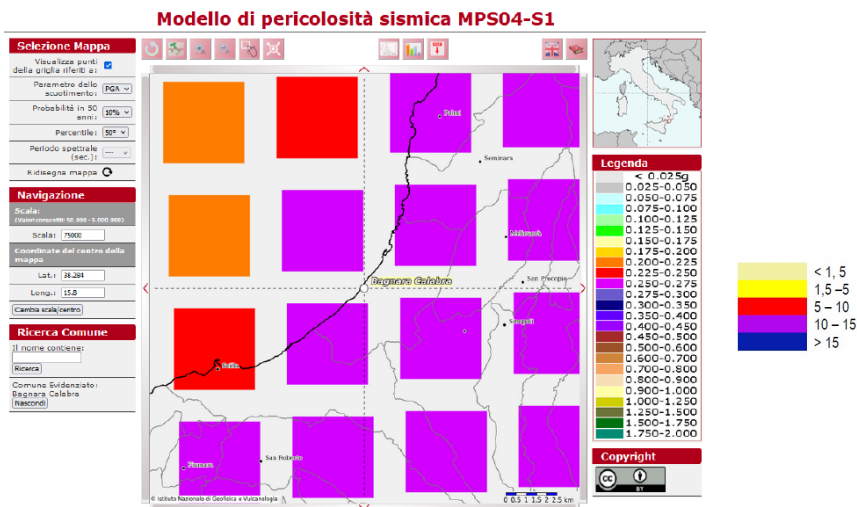 Modello di pericolosità sismica MPS04-S1
Selezione Mappa
Visualizza punti
della griglia riferiti a:
Parametro dello
scuotimento: PGA
Probabilità in 50
anni: 10%
Percentile: 50°
Periodo spettrale
(sec.): ---
Ridisegna mappa
Navigazione
Scala:
(Valori consentiti: 50.000 - 5.000.000)
Scala: 75000
Coordinate del centro della
mappa
Lat.: 38.284
Long.: 15.8
Cambia scala/centro
Ricerca Comune
Il nome contiene:
Ricerca
Comune Evidenziato:
Bagnara Calabra
Nascondi
Palmi
Seminara
Melicuccà
Bagnara Calabra
San Procopio
Sinopoli
Scilla
Fiumara
San Roberto
© Istituto Nazionale di Geofisica e Vulcanologia
0 0.5 1 1.5 2 2.5 km
Legenda
< 0.025g
0.025-0.050
0.050-0.075
0.075-0.100
0.100-0.125
0.125-0.150
0.150-0.175
0.175-0.200
0.200-0.225
0.225-0.250
0.250-0.275
0.275-0.300
0.300-0.350
0.350-0.400
0.400-0.450
0.450-0.500
0.500-0.600
0.600-0.700
0.700-0.800
0.800-0.900
0.900-1.000
1.000-1.250
1.250-1.500
1.500-1.750
1.750-2.000
Copyright
cc
BY
< 1, 5
1,5 –5
5 – 10
10 – 15
> 15